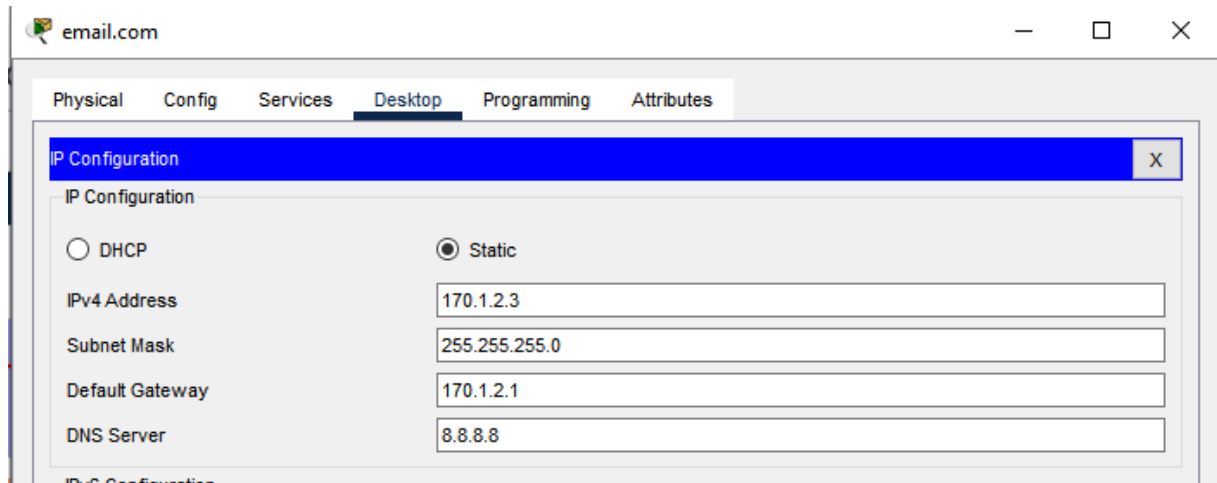 email.com
Physical Config Services Desktop Programming Attributes
IP Configuration X
IP Configuration
DHCP Static
IPv4 Address 170.1.2.3
Subnet Mask 255.255.255.0
Default Gateway 170.1.2.1
DNS Server 8.8.8.8
IPv6 Configuration